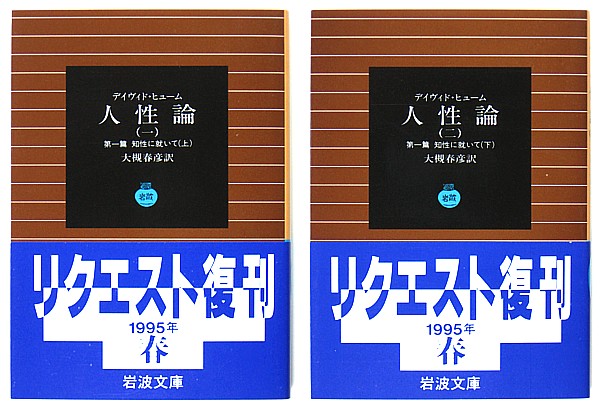 デイヴィド・ヒューム
人性論
(一)
第一篇 知性に就いて(上)
大槻春彦訳
岩波
リクエスト復刊
1995年
春
岩波文庫
デイヴィド・ヒューム
人性論
(二)
第一篇 知性に就いて(下)
大槻春彦訳
岩波
リクエスト復刊
1995年
春
岩波文庫